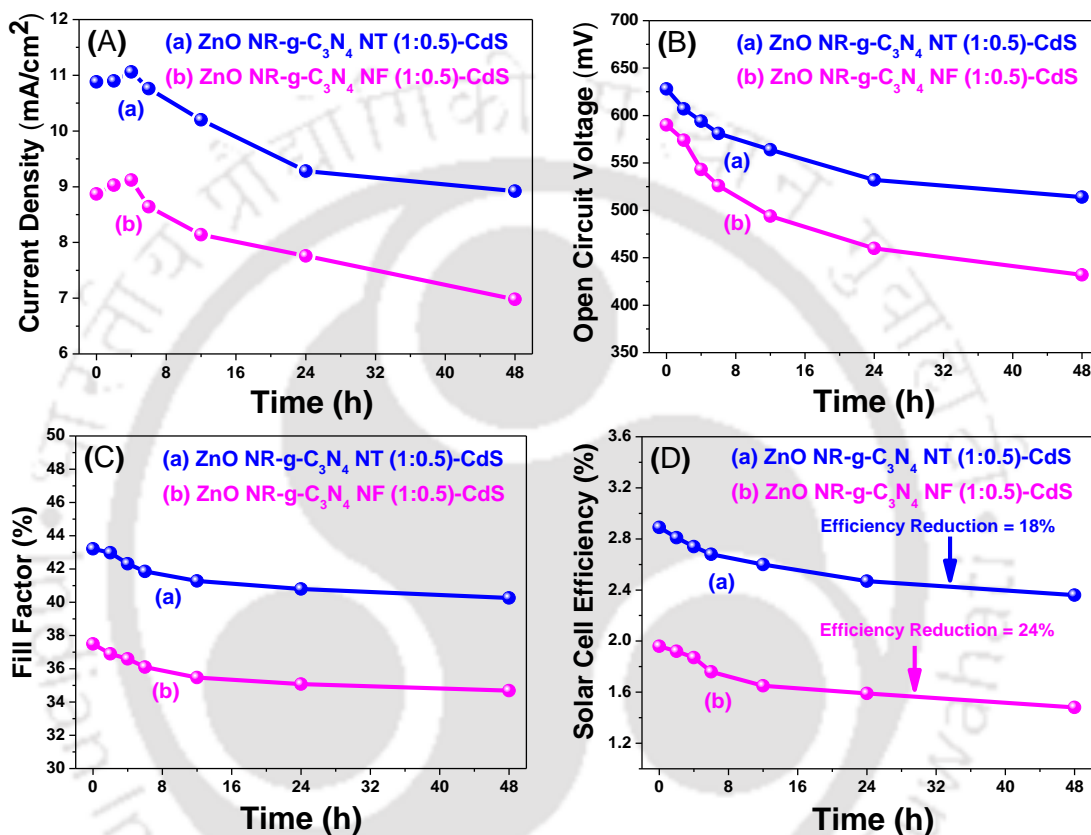 (A)
(a) ZnO NR-g-C₃N₄ NT (1:0.5)-CdS
(b) ZnO NR-g-C₃N₄ NF (1:0.5)-CdS
(a)
(b)
Current Density (mA/cm²)
12
11
10
9
8
7
6
0 8 16 24 32 40 48
Time (h)
(B)
(a) ZnO NR-g-C₃N₄ NT (1:0.5)-CdS
(b) ZnO NR-g-C₃N₄ NF (1:0.5)-CdS
(a)
(b)
Open Circuit Voltage (mV)
700
650
600
550
500
450
400
350
0 8 16 24 32 40 48
Time (h)
(C)
(a) ZnO NR-g-C₃N₄ NT (1:0.5)-CdS
(b) ZnO NR-g-C₃N₄ NF (1:0.5)-CdS
(a)
(b)
Fill Factor (%)
50
48
46
44
42
40
38
36
34
32
30
0 8 16 24 32 40 48
Time (h)
(D)
(a) ZnO NR-g-C₃N₄ NT (1:0.5)-CdS
(b) ZnO NR-g-C₃N₄ NF (1:0.5)-CdS
Efficiency Reduction = 18%
(a)
Efficiency Reduction = 24%
(b)
Solar Cell Efficiency (%)
3.6
3.2
2.8
2.4
2.0
1.6
1.2
0 8 16 24 32 40 48
Time (h)